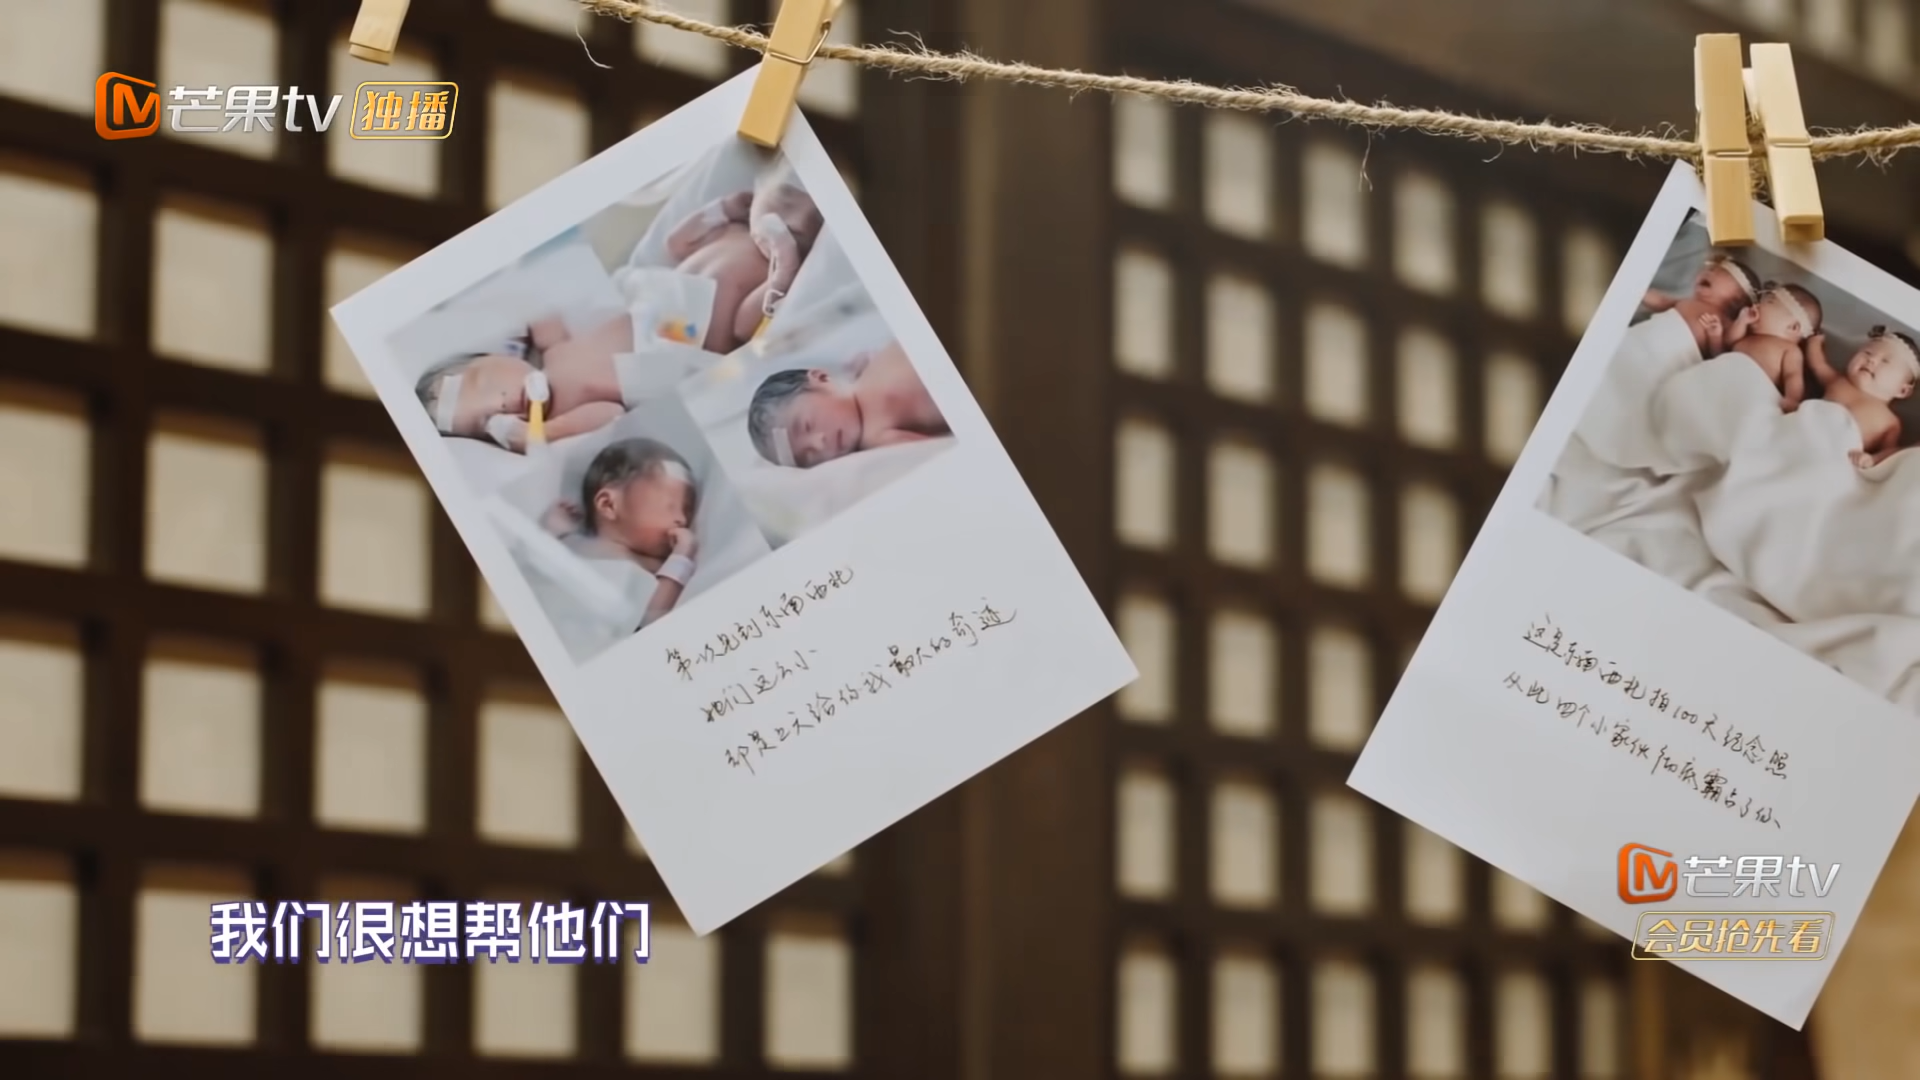 芒果tv 独播
第一次见到东南西北
她们这么小
却是上天给你我最大的奇迹
这是东南西北拍100天纪念照
从此四个小家伙彻底霸占了你
我们很想帮他们
芒果tv
会员抢先看